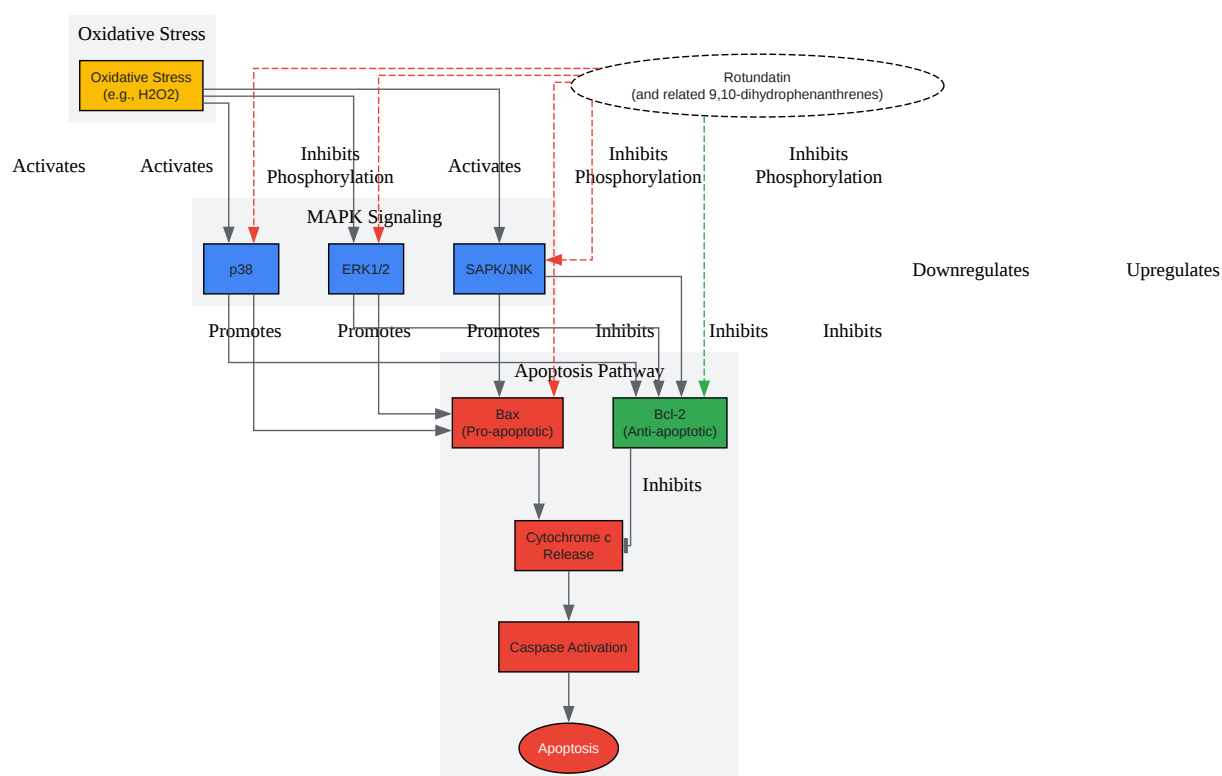 Oxidative Stress
Oxidative Stress
(e.g., H2O2)
Rotundatin
(and related 9,10-dihydrophenanthrenes)
Activates
Activates
Inhibits
Phosphorylation
Activates
Inhibits
Phosphorylation
Inhibits
Phosphorylation
MAPK Signaling
p38
ERK1/2
SAPK/JNK
Downregulates
Upregulates
Promotes
Promotes
Promotes
Inhibits
Inhibits
Inhibits
Apoptosis Pathway
Bax
(Pro-apoptotic)
Bcl-2
(Anti-apoptotic)
Inhibits
Cytochrome c
Release
Caspase Activation
Apoptosis